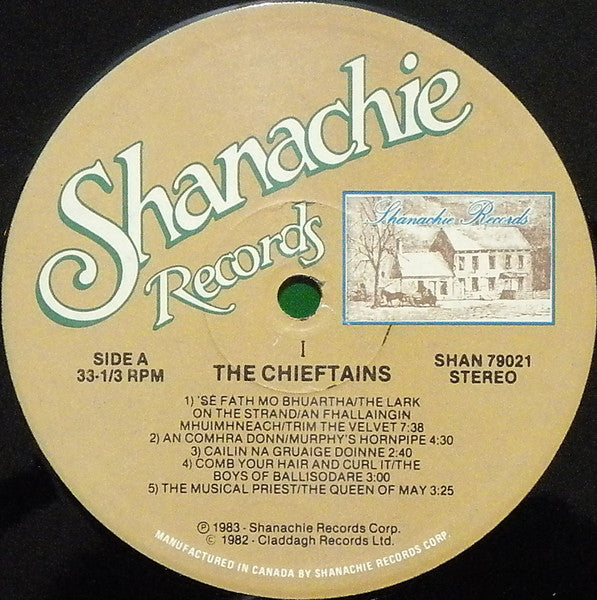 Shanachie
Records
Shanachie Records
I
SIDE A
33-1/3 RPM
THE CHIEFTAINS
SHAN 79021
STEREO
1) 'SÉ FATH MO BHUARTHA/THE LARK
ON THE STRAND/AN FHALLAINGIN
MHUIMHNEACH/TRIM THE VELVET 7:38
2) AN COMHRA DONN/MURPHY'S HORNPIPE 4:30
3) CAILIN NA GRUAIGE DOINNE 2:40
4) COMB YOUR HAIR AND CURL IT/THE
BOYS OF BALLISODARE 3:00
5) THE MUSICAL PRIEST/THE QUEEN OF MAY 3:25
℗ 1983 - Shanachie Records Corp.
© 1982 - Claddagh Records Ltd.
MANUFACTURED IN CANADA BY SHANACHIE RECORDS CORP.